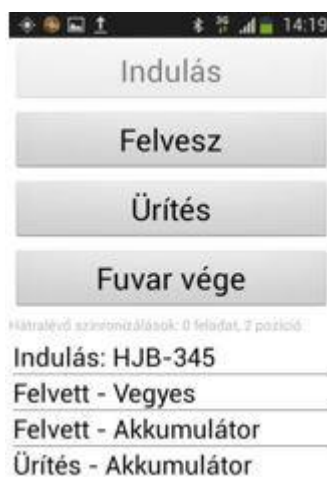 3G 14:19
Indulás
Felvesz
Ürítés
Fuvar vége
Hátralévő szinronizálások: 0 feladat, 2 pozíció
Indulás: HJB-345
Felvett - Vegyes
Felvett - Akkumulátor
Ürítés - Akkumulátor